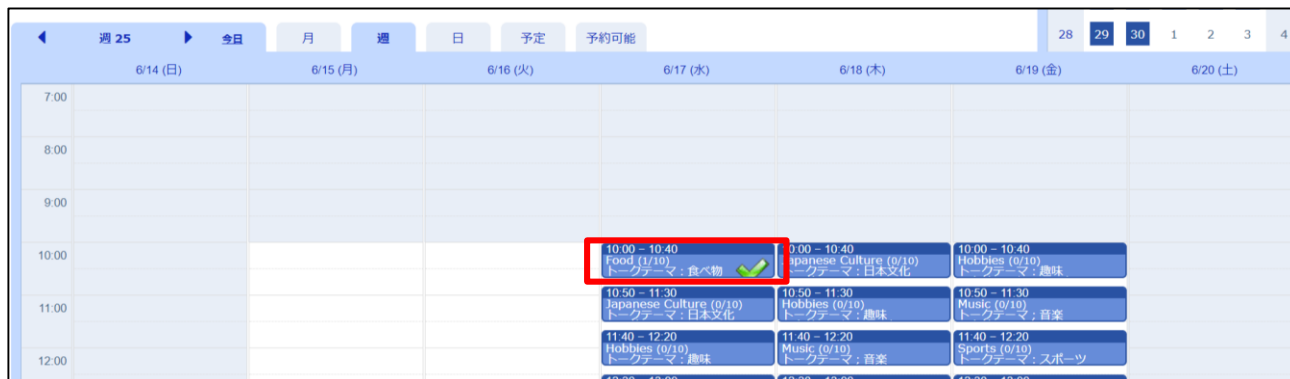 週 25 今日 月 週 日 予定 予約可能 28 29 30 1 2 3 4
6/14 (日) 6/15 (月) 6/16 (火) 6/17 (水) 6/18 (木) 6/19 (金) 6/20 (土)
7:00
8:00
9:00
10:00
10:00 – 10:40
Food (1/10)
トークテーマ：食べ物
10:00 – 10:40
Japanese Culture (0/10)
トークテーマ：日本文化
10:00 – 10:40
Hobbies (0/10)
トークテーマ：趣味
11:00
10:50 – 11:30
Japanese Culture (0/10)
トークテーマ：日本文化
10:50 – 11:30
Hobbies (0/10)
トークテーマ：趣味
10:50 – 11:30
Music (0/10)
トークテーマ；音楽
12:00
11:40 – 12:20
Hobbies (0/10)
トークテーマ：趣味
11:40 – 12:20
Music (0/10)
トークテーマ；音楽
11:40 – 12:20
Sports (0/10)
トークテーマ：スポーツ